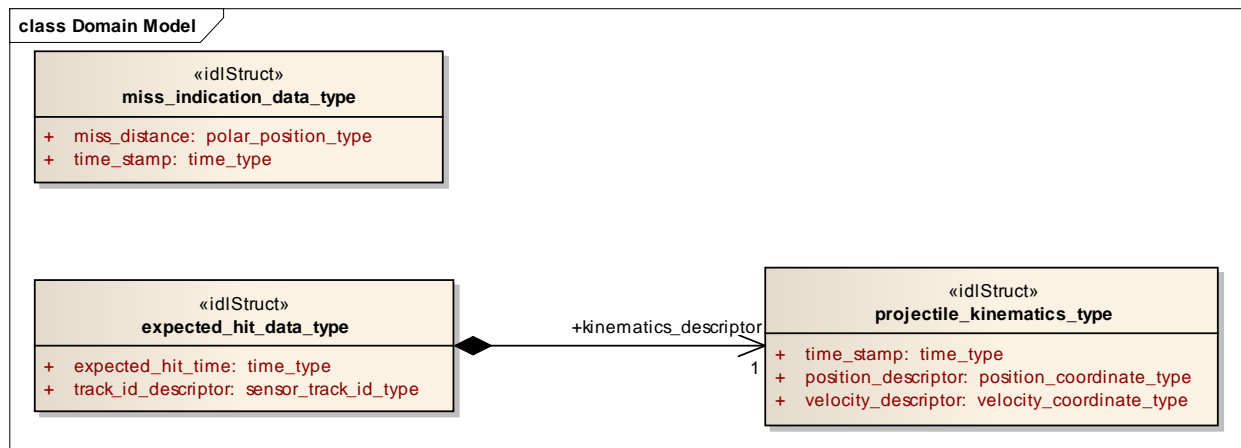 class Domain Model
«idlStruct»
miss_indication_data_type
+ miss_distance: polar_position_type
+ time_stamp: time_type
«idlStruct»
expected_hit_data_type
+ expected_hit_time: time_type
+ track_id_descriptor: sensor_track_id_type
+kinematics_descriptor
1
«idlStruct»
projectile_kinematics_type
+ time_stamp: time_type
+ position_descriptor: position_coordinate_type
+ velocity_descriptor: velocity_coordinate_type